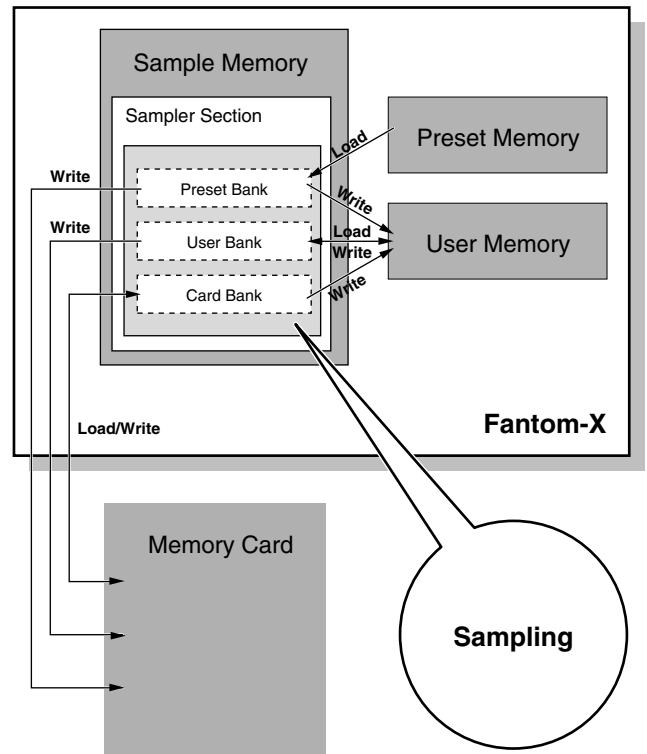 Sample Memory
Sampler Section
Preset Memory
Load
Write
Preset Bank
Write
Write
User Bank
Load
Write
User Memory
Card Bank
Write
Load/Write
Fantom-X
Memory Card
Sampling